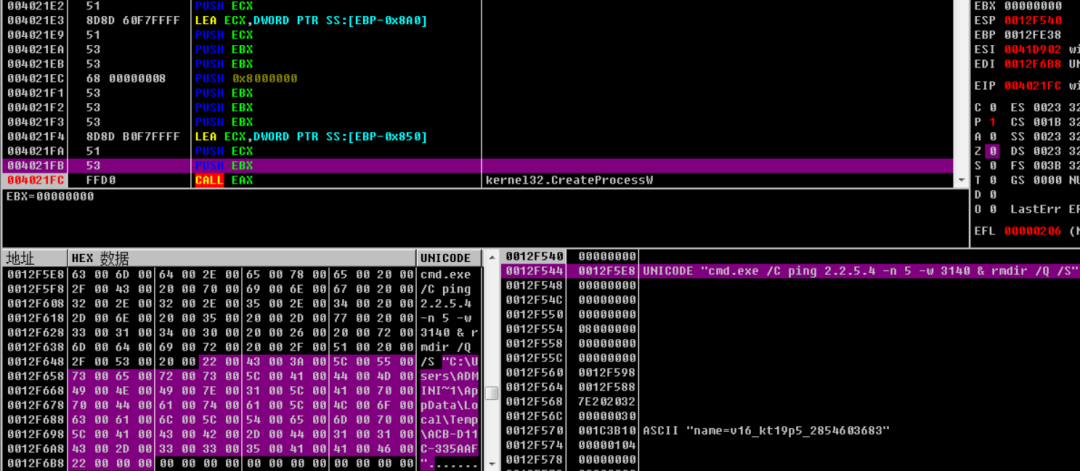 004021E2 51 PUSH ECX
004021E3 8D8D 60F7FFFF LEA ECX,DWORD PTR SS:[EBP-0x8A0]
004021E9 51 PUSH ECX
004021EA 53 PUSH EBX
004021EB 53 PUSH EBX
004021EC 68 00000008 PUSH 0x8000000
004021F1 53 PUSH EBX
004021F2 53 PUSH EBX
004021F3 53 PUSH EBX
004021F4 8D8D B0F7FFFF LEA ECX,DWORD PTR SS:[EBP-0x850]
004021FA 51 PUSH ECX
004021FB 53 PUSH EBX
004021FC FFD0 CALL EAX kernel32.CreateProcessW
EBX=00000000
EBX 00000000
ESP 0012F540
EBP 0012FE38
ESI 0041D902 wi
EDI 0012F6B8 UN
EIP 004021FC wi
C 0 ES 0023 32
P 1 CS 001B 32
A 0 SS 0023 32
Z 0 DS 0023 32
S 0 FS 003B 32
T 0 GS 0000 NU
D 0
O 0 LastErr ER
EFL 00000206 (N
地址 HEX 数据 UNICODE
0012F5E8 63 00 6D 00 64 00 2E 00 65 00 78 00 65 00 20 00 cmd.exe
0012F5F8 2F 00 43 00 20 00 70 00 69 00 6E 00 67 00 20 00 /C ping
0012F608 32 00 2E 00 32 00 2E 00 35 00 2E 00 34 00 20 00 2.2.5.4
0012F618 2D 00 6E 00 20 00 35 00 20 00 2D 00 77 00 20 00 -n 5 -w
0012F628 33 00 31 00 34 00 30 00 20 00 26 00 20 00 72 00 3140 & r
0012F638 6D 00 64 00 69 00 72 00 20 00 2F 00 51 00 20 00 mdir /Q
0012F648 2F 00 53 00 20 00 22 00 43 00 3A 00 5C 00 55 00 /S "C:\U
0012F658 73 00 65 00 72 00 73 00 5C 00 41 00 44 00 4D 00 sers\ADM
0012F668 49 00 4E 00 49 00 7E 00 31 00 5C 00 41 00 70 00 INI~1\Ap
0012F678 70 00 44 00 61 00 74 00 61 00 5C 00 4C 00 6F 00 pData\Lo
0012F688 63 00 61 00 6C 00 5C 00 54 00 65 00 6D 00 70 00 cal\Temp
0012F698 5C 00 41 00 43 00 42 00 2D 00 44 00 31 00 31 00 \ACB-D11
0012F6A8 43 00 2D 00 33 00 33 00 35 00 41 00 41 00 46 00 C-335AAF
0012F6B8 22 00 00 00 00 00 00 00 00 00 00 00 00 00 00 00 ".......
0012F540 00000000
0012F544 0012F5E8 UNICODE "cmd.exe /C ping 2.2.5.4 -n 5 -w 3140 & rmdir /Q /S"
0012F548 00000000
0012F54C 00000000
0012F550 00000000
0012F554 08000000
0012F558 00000000
0012F55C 00000000
0012F560 0012F598
0012F564 0012F588
0012F568 7E202032
0012F56C 00000030
0012F570 001C3B10 ASCII "name=v16_kt19p5_2854603683"
0012F574 00000104
0012F578 00000000